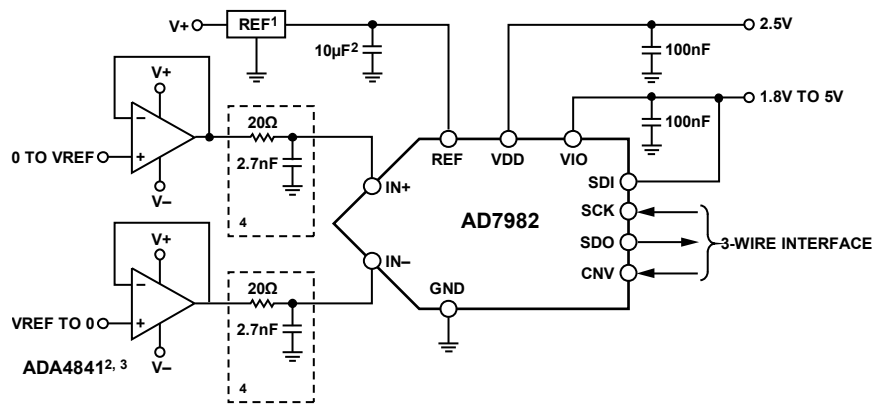 V+
REF1
10µF2
2.5V
100nF
1.8V TO 5V
100nF
V+
–
+
0 TO VREF
V–
20Ω
2.7nF
4
REF
VDD
VIO
IN+
IN–
AD7982
SDI
SCK
SDO
CNV
3-WIRE INTERFACE
GND
V+
–
+
VREF TO 0
V–
20Ω
2.7nF
4
ADA48412, 3